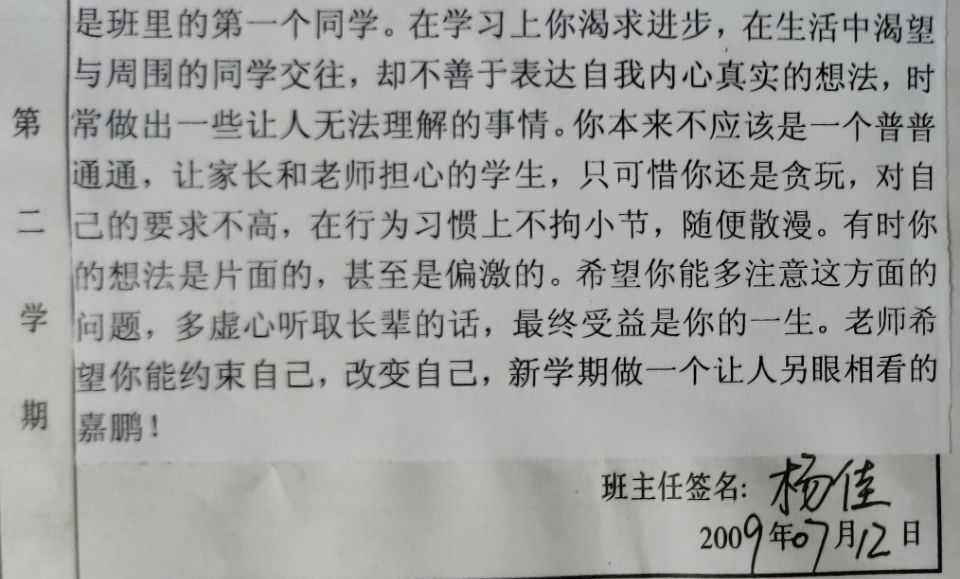 是班里的第一个同学。在学习上你渴求进步，在生活中渴望
与周围的同学交往，却不善于表达自我内心真实的想法，时
常做出一些让人无法理解的事情。你本来不应该是一个普普
通通，让家长和老师担心的学生，只可惜你还是贪玩，对自
己的要求不高，在行为习惯上不拘小节，随便散漫。有时你
的想法是片面的，甚至是偏激的。希望你能多注意这方面的
问题，多虚心听取长辈的话，最终受益是你的一生。老师希
望你能约束自己，改变自己，新学期做一个让人另眼相看的
嘉鹏！
第二学期
班主任签名：杨佳
2009年07月12日